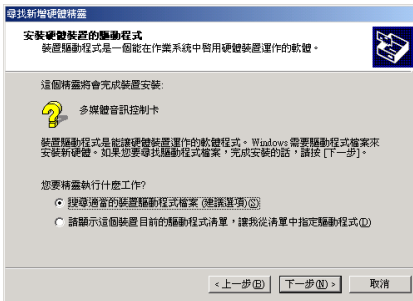 尋找新增硬體精靈
安裝硬體裝置的驅動程式
裝置驅動程式是一個能在作業系統中啓用硬體裝置運作的軟體。
這個精靈將會完成裝置安裝:
多媒體音訊控制卡
裝置驅動程式是能讓硬體裝置運作的軟體程式。Windows 需要驅動程式檔案來
安裝新硬體。如果您要尋找驅動程式檔案，完成安裝的話，請按 [下一步]。
您要精靈執行什麼工作?
搜尋適當的裝置驅動程式檔案 (建議選項)(S)
請顯示這個裝置目前的驅動程式清單，讓我從清單中指定驅動程式(D)
< 上一步(B)
下一步(N) >
取消